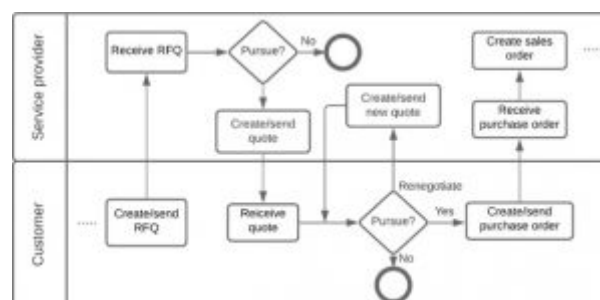 Service provider
Receive RFQ
Pursue?
No
Create/send
quote
Create/send
new quote
Create sales
order
.....
Receive
purchase order
Customer
.....
Create/send
RFQ
Reiceive
quote
Renegotiate
Pursue?
Yes
No
Create/send
purchase order